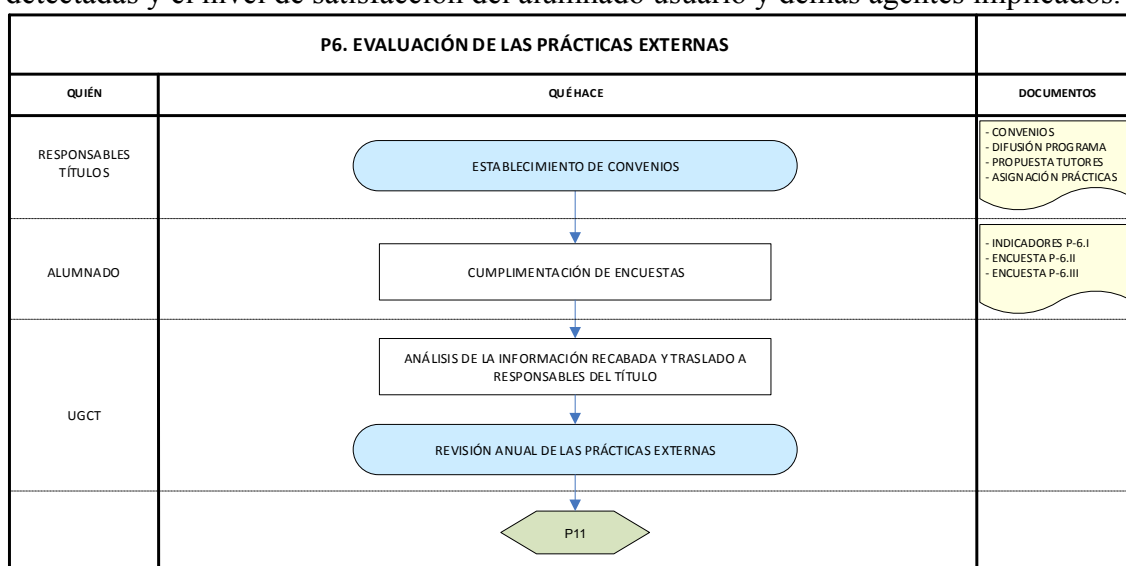 detectadas y el nivel de satisfacción del alumnado usuario y demás agentes implicados.
P6. EVALUACIÓN DE LAS PRÁCTICAS EXTERNAS
QUIÉN
QUÉ HACE
DOCUMENTOS
RESPONSABLES
TÍTULOS
ESTABLECIMIENTO DE CONVENIOS
- CONVENIOS
- DIFUSIÓN PROGRAMA
- PROPUESTA TUTORES
- ASIGNACIÓN PRÁCTICAS
ALUMNADO
CUMPLIMENTACIÓN DE ENCUESTAS
- INDICADORES P-6.I
- ENCUESTA P-6.II
- ENCUESTA P-6.III
UGCT
ANÁLISIS DE LA INFORMACIÓN RECABADA Y TRASLADO A
RESPONSABLES DEL TÍTULO
REVISIÓN ANUAL DE LAS PRÁCTICAS EXTERNAS
P11